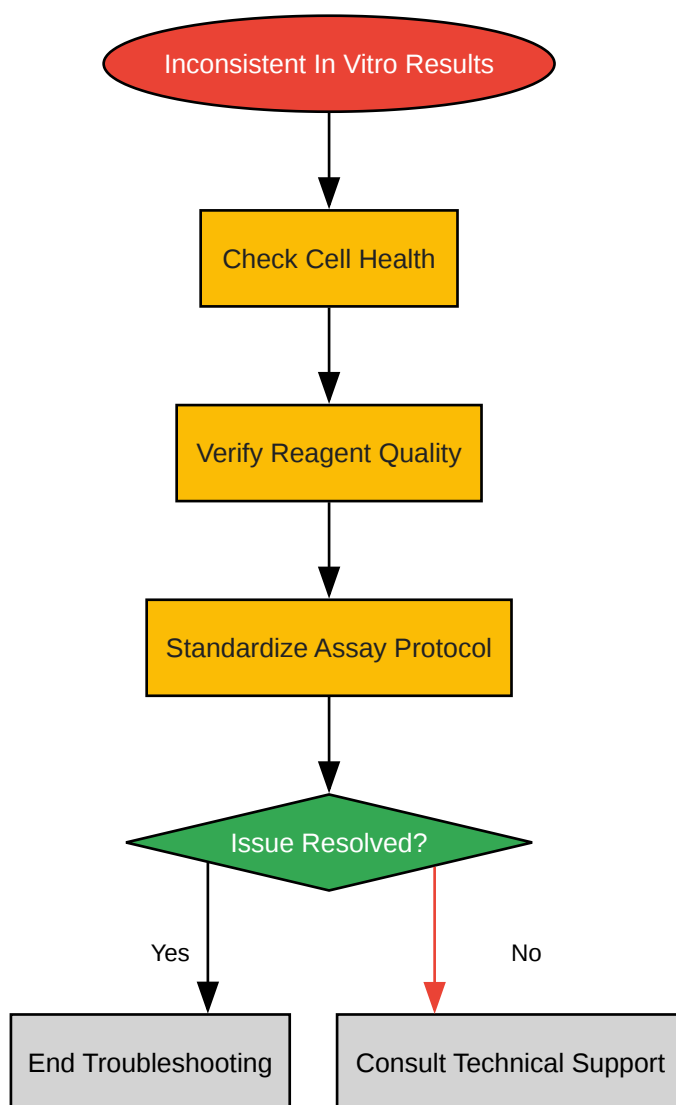 Inconsistent In Vitro Results
Check Cell Health
Verify Reagent Quality
Standardize Assay Protocol
Issue Resolved?
Yes
No
End Troubleshooting
Consult Technical Support